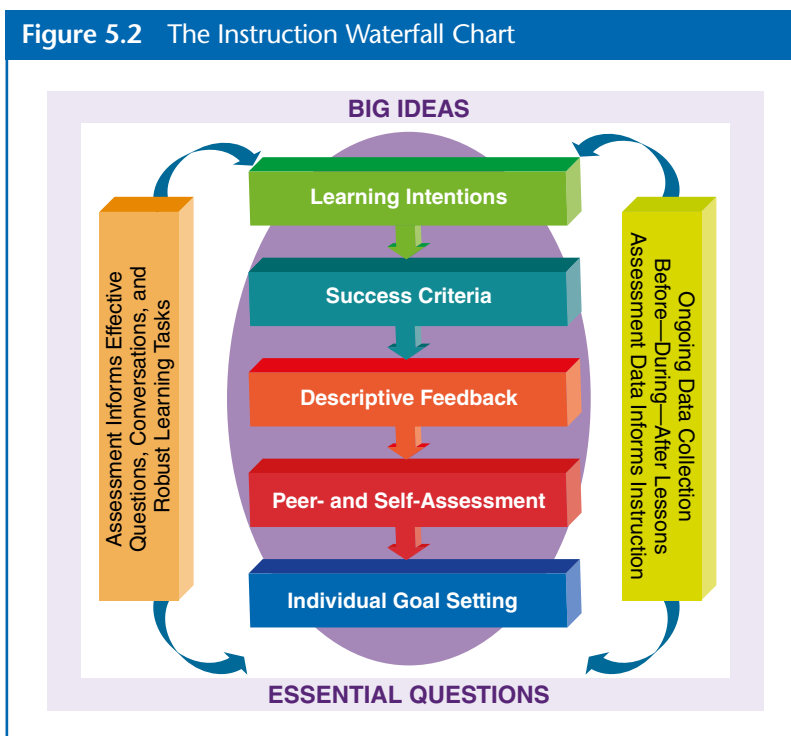 Figure 5.2 The Instruction Waterfall Chart
BIG IDEAS
Learning Intentions
Success Criteria
Descriptive Feedback
Peer- and Self-Assessment
Individual Goal Setting
Assessment Informs Effective
Questions, Conversations, and
Robust Learning Tasks
Ongoing Data Collection
Before—During—After Lessons
Assessment Data Informs Instruction
ESSENTIAL QUESTIONS